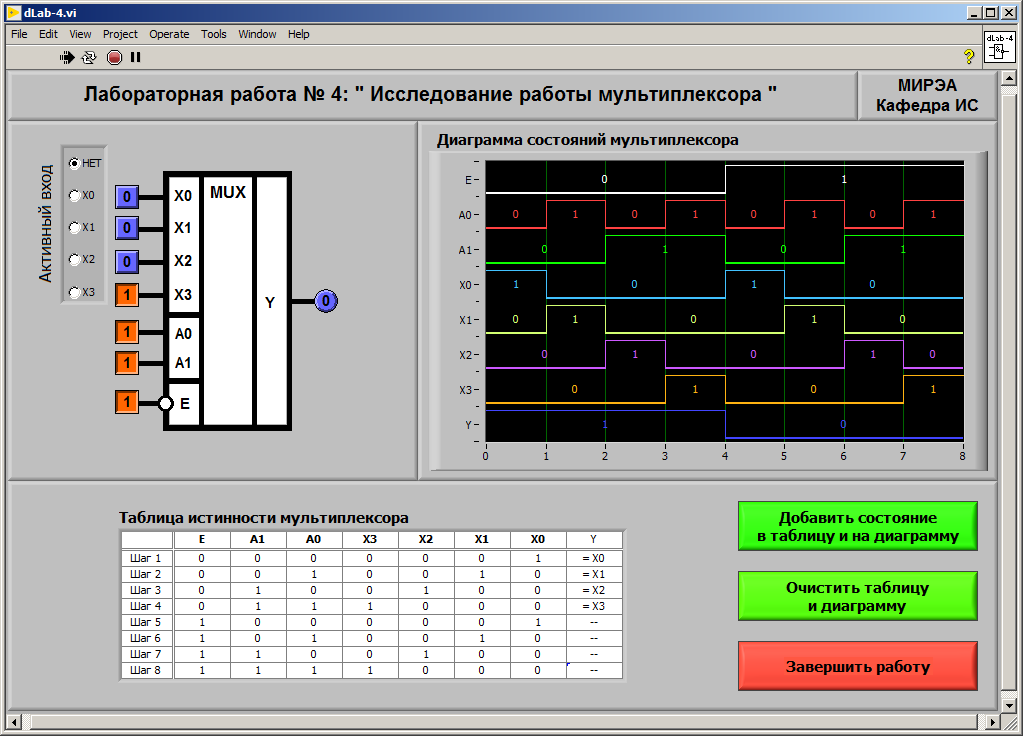 dLab-4.vi
File Edit View Project Operate Tools Window Help
?
dLab-4
&
Лабораторная работа № 4: " Исследование работы мультиплексора "
МИРЭА
Кафедра ИС
Активный вход
НЕТ
X0
X1
X2
X3
0
0
0
1
1
1
1
X0
X1
X2
X3
A0
A1
E
MUX
Y
0
Диаграмма состояний мультиплексора
E 0 1
A0 0 1 0 1 0 1 0 1
A1 0 1 0 1
X0 1 0 1 0
X1 0 1 0 1 0
X2 0 1 0 1 0
X3 0 1 0 1
Y 1 0
0 1 2 3 4 5 6 7 8
Таблица истинности мультиплексора
E A1 A0 X3 X2 X1 X0 Y
Шаг 1 0 0 0 0 0 0 1 = X0
Шаг 2 0 0 1 0 0 1 0 = X1
Шаг 3 0 1 0 0 1 0 0 = X2
Шаг 4 0 1 1 1 0 0 0 = X3
Шаг 5 1 0 0 0 0 0 1 --
Шаг 6 1 0 1 0 0 1 0 --
Шаг 7 1 1 0 0 1 0 0 --
Шаг 8 1 1 1 1 0 0 0 --
Добавить состояние
в таблицу и на диаграмму
Очистить таблицу
и диаграмму
Завершить работу